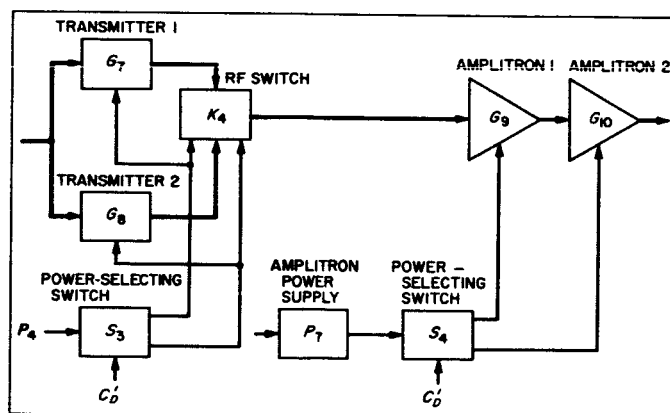 TRANSMITTER 1
G7
RF SWITCH
K4
AMPLITRON 1
AMPLITRON 2
G9
G10
TRANSMITTER 2
G8
POWER-SELECTING
SWITCH
P4
S3
C'D
AMPLITRON
POWER
SUPPLY
P7
POWER –
SELECTING
SWITCH
S4
C'D